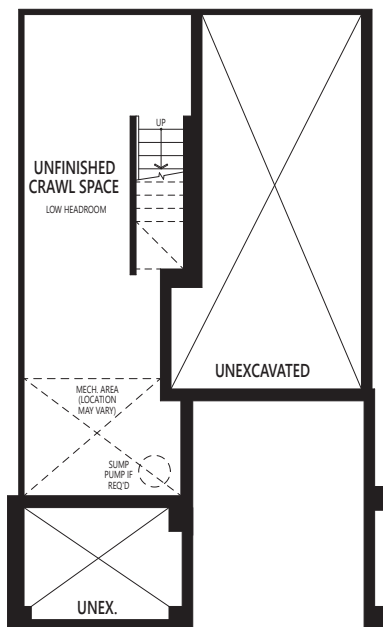 UP
UNFINISHED
CRAWL SPACE
LOW HEADROOM
UNEXCAVATED
MECH. AREA
(LOCATION
MAY VARY)
SUMP
PUMP IF
REQ'D
UNEX.